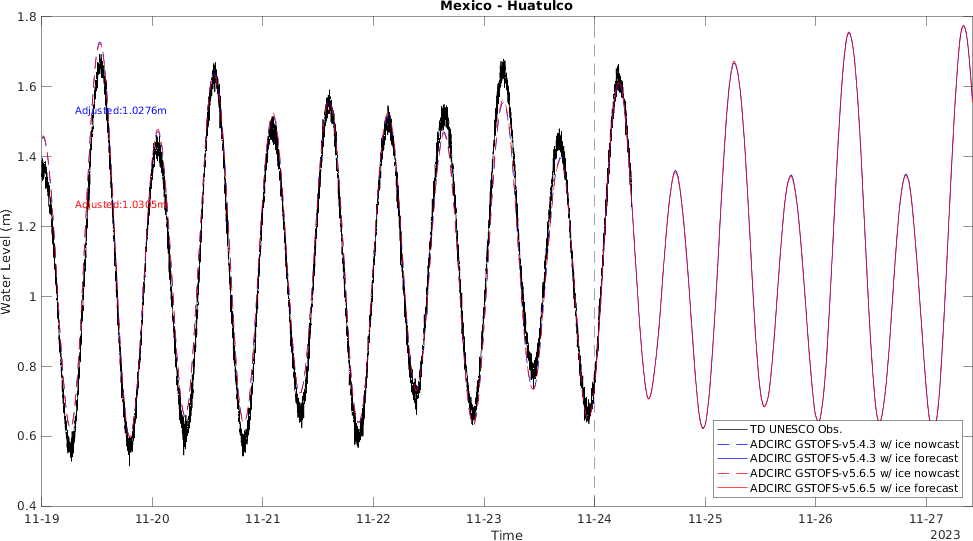 Mexico - Huatulco
1.8
1.6
1.4
1.2
1
0.8
0.6
0.4
Water Level (m)
Adjusted:1.0276m
Adjusted:1.0305m
TD UNESCO Obs.
ADCIRC GSTOFS-v5.4.3 w/ ice nowcast
ADCIRC GSTOFS-v5.4.3 w/ ice forecast
ADCIRC GSTOFS-v5.6.5 w/ ice nowcast
ADCIRC GSTOFS-v5.6.5 w/ ice forecast
11-19 11-20 11-21 11-22 11-23 11-24 11-25 11-26 11-27
Time
2023